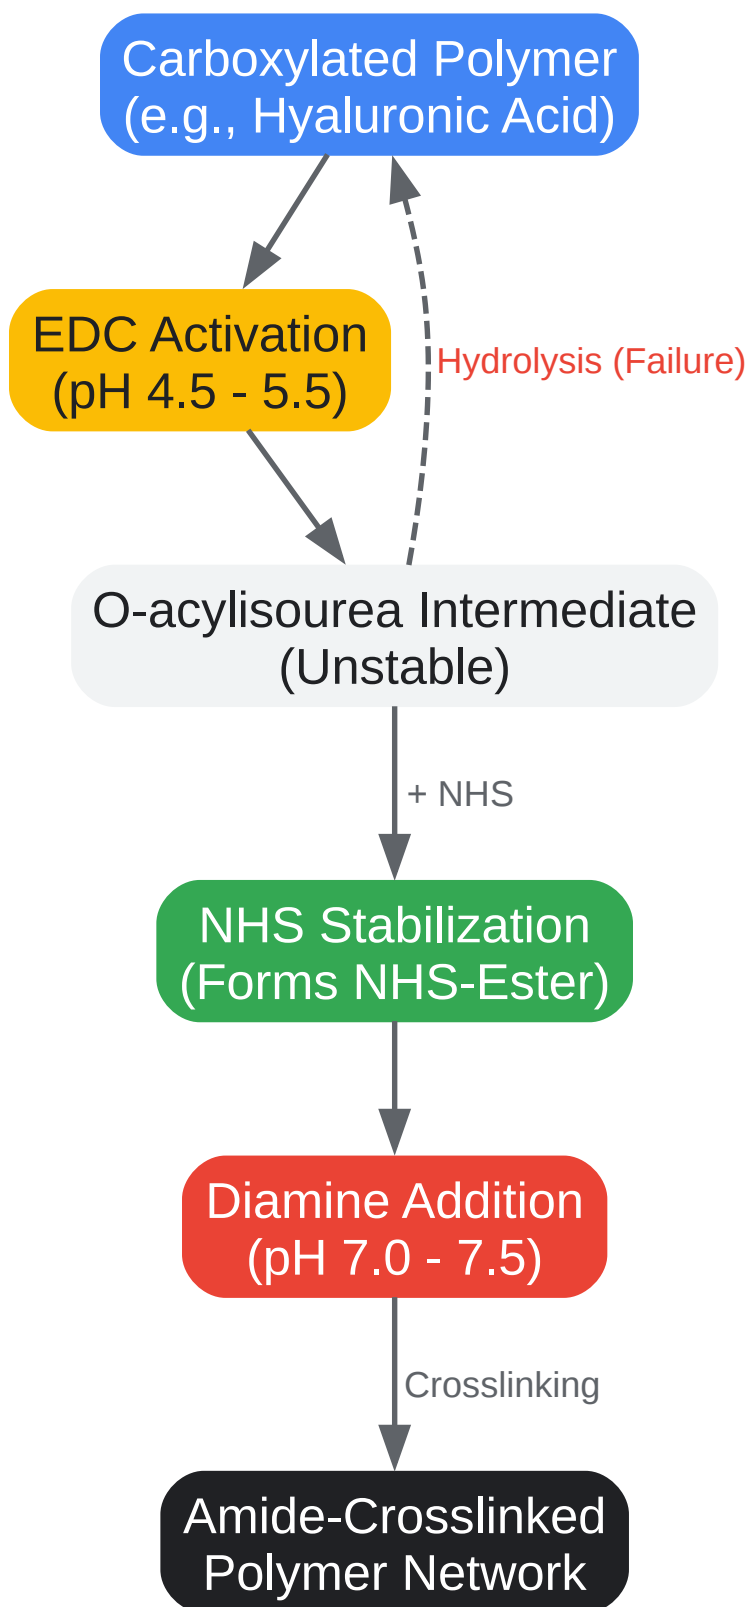 Carboxylated Polymer
(e.g., Hyaluronic Acid)
EDC Activation
(pH 4.5 - 5.5)
Hydrolysis (Failure)
O-acylisourea Intermediate
(Unstable)
+ NHS
NHS Stabilization
(Forms NHS-Ester)
Diamine Addition
(pH 7.0 - 7.5)
Crosslinking
Amide-Crosslinked
Polymer Network